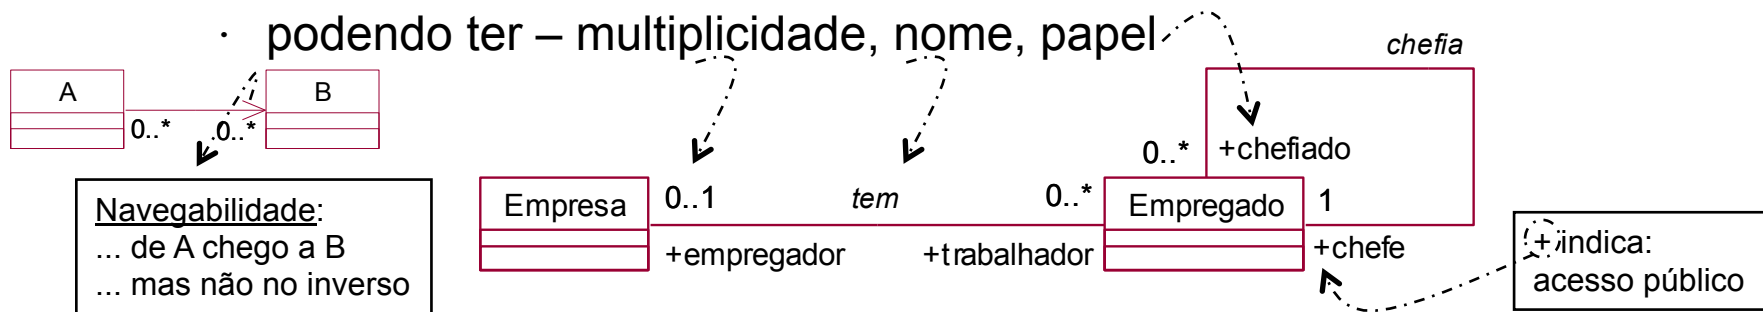 · podendo ter – multiplicidade, nome, papel
chefia
A
B
0..*
0..*
0..*
+chefiado
Navegabilidade:
... de A chego a B
... mas não no inverso
Empresa
0..1
tem
0..*
Empregado
1
+empregador
+trabalhador
+chefe
+ indica:
acesso público